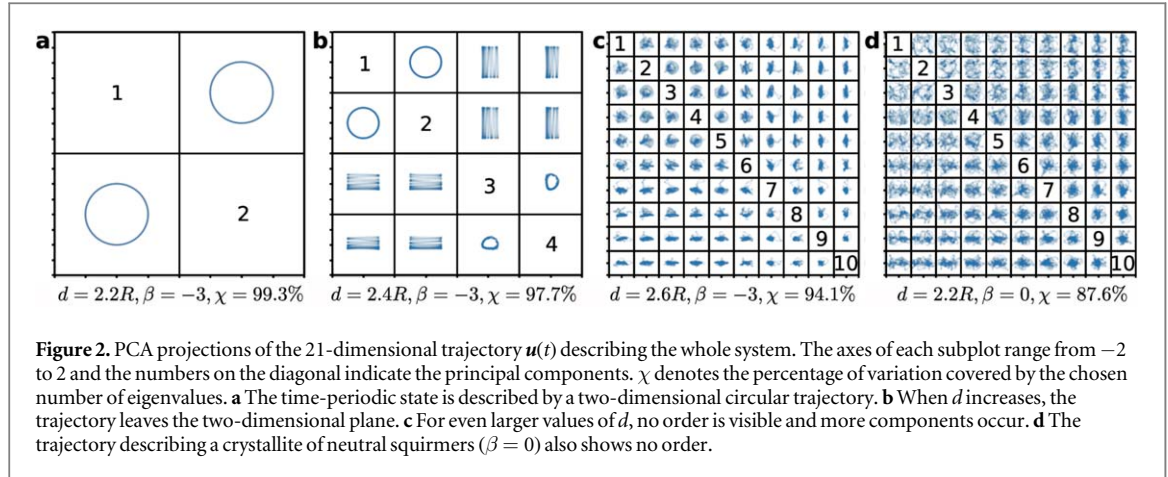 a
1
2
d = 2.2R, β = −3, χ = 99.3%
b
1
2
3
4
d = 2.4R, β = −3, χ = 97.7%
c
1
2
3
4
5
6
7
8
9
10
d = 2.6R, β = −3, χ = 94.1%
d
1
2
3
4
5
6
7
8
9
10
d = 2.2R, β = 0, χ = 87.6%
Figure 2. PCA projections of the 21-dimensional trajectory u(t) describing the whole system. The axes of each subplot range from −2
to 2 and the numbers on the diagonal indicate the principal components. χ denotes the percentage of variation covered by the chosen
number of eigenvalues. a The time-periodic state is described by a two-dimensional circular trajectory. b When d increases, the
trajectory leaves the two-dimensional plane. c For even larger values of d, no order is visible and more components occur. d The
trajectory describing a crystallite of neutral squirmers (β = 0) also shows no order.